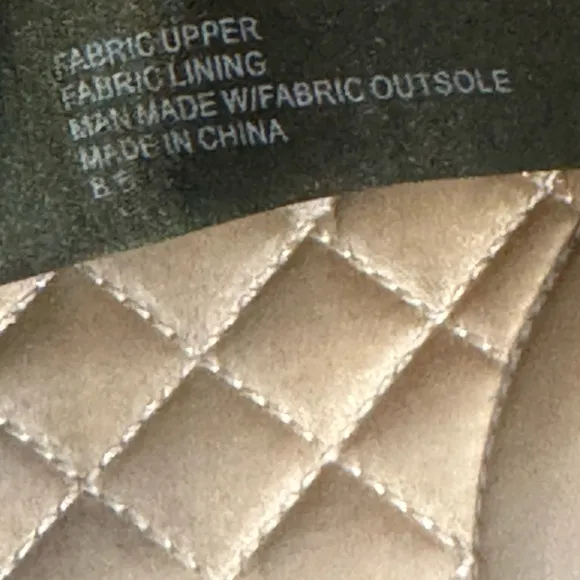 FABRIC UPPER
FABRIC LINING
MAN MADE W/FABRIC OUTSOLE
MADE IN CHINA